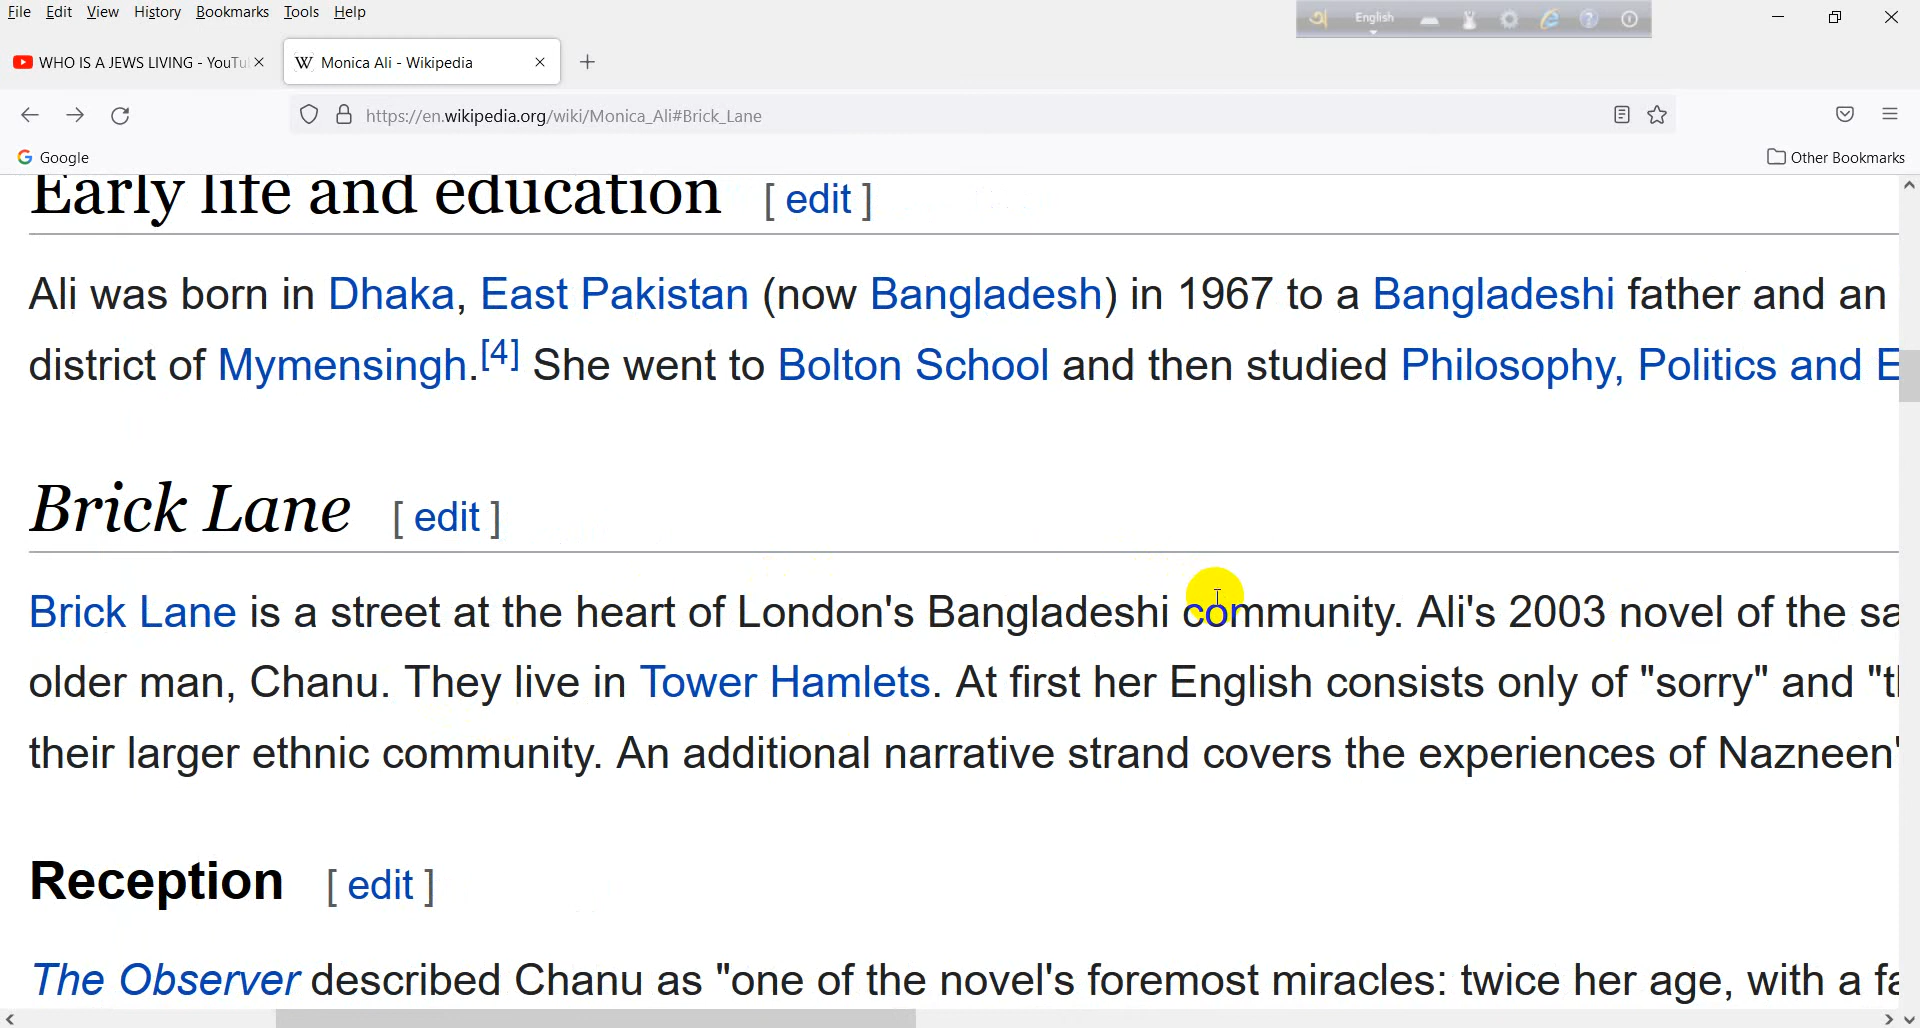 File Edit View History Bookmarks Tools Help
English
WHO IS A JEWS LIVING - YouTu
Monica Ali - Wikipedia
https://en.wikipedia.org/wiki/Monica_Ali#Brick_Lane
Google
Other Bookmarks
Early life and education [ edit ]
Ali was born in Dhaka, East Pakistan (now Bangladesh) in 1967 to a Bangladeshi father and an
district of Mymensingh.[4] She went to Bolton School and then studied Philosophy, Politics and E
Brick Lane [ edit ]
Brick Lane is a street at the heart of London's Bangladeshi community. Ali's 2003 novel of the sa
older man, Chanu. They live in Tower Hamlets. At first her English consists only of "sorry" and "t
their larger ethnic community. An additional narrative strand covers the experiences of Nazneen'
Reception [ edit ]
The Observer described Chanu as "one of the novel's foremost miracles: twice her age, with a fa